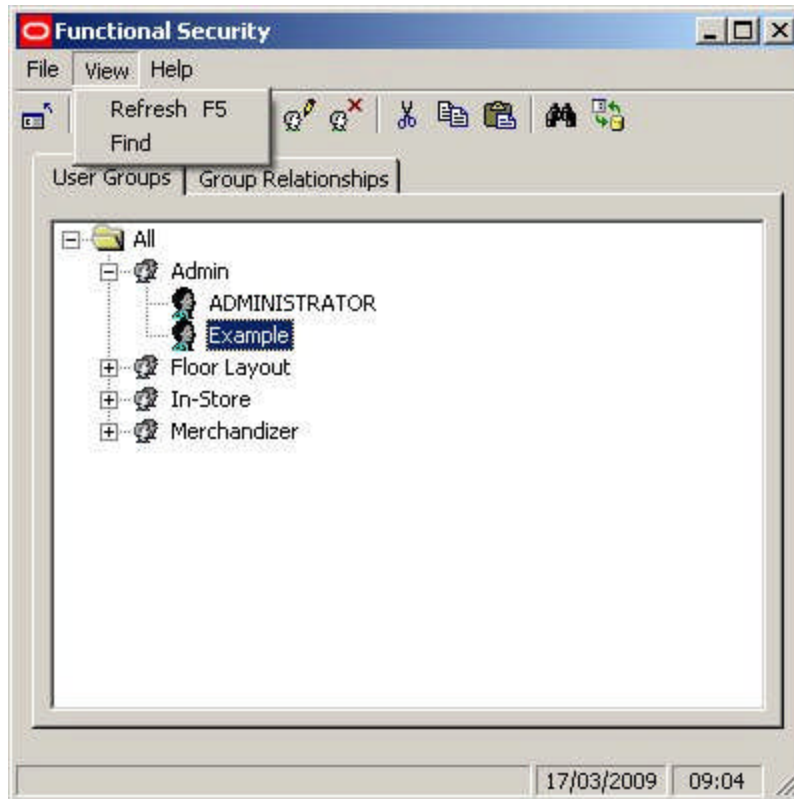 Functional Security
File View Help
Refresh F5
Find
User Groups Group Relationships
All
Admin
ADMINISTRATOR
Example
Floor Layout
In-Store
Merchandizer
17/03/2009 09:04